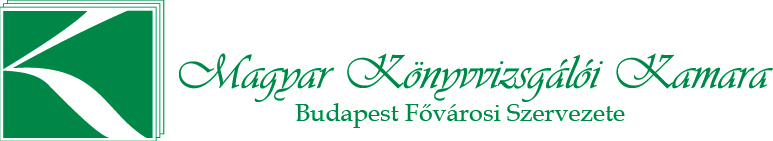 Magyar Könyvvizsgálói Kamara
Budapest Fővárosi Szervezete